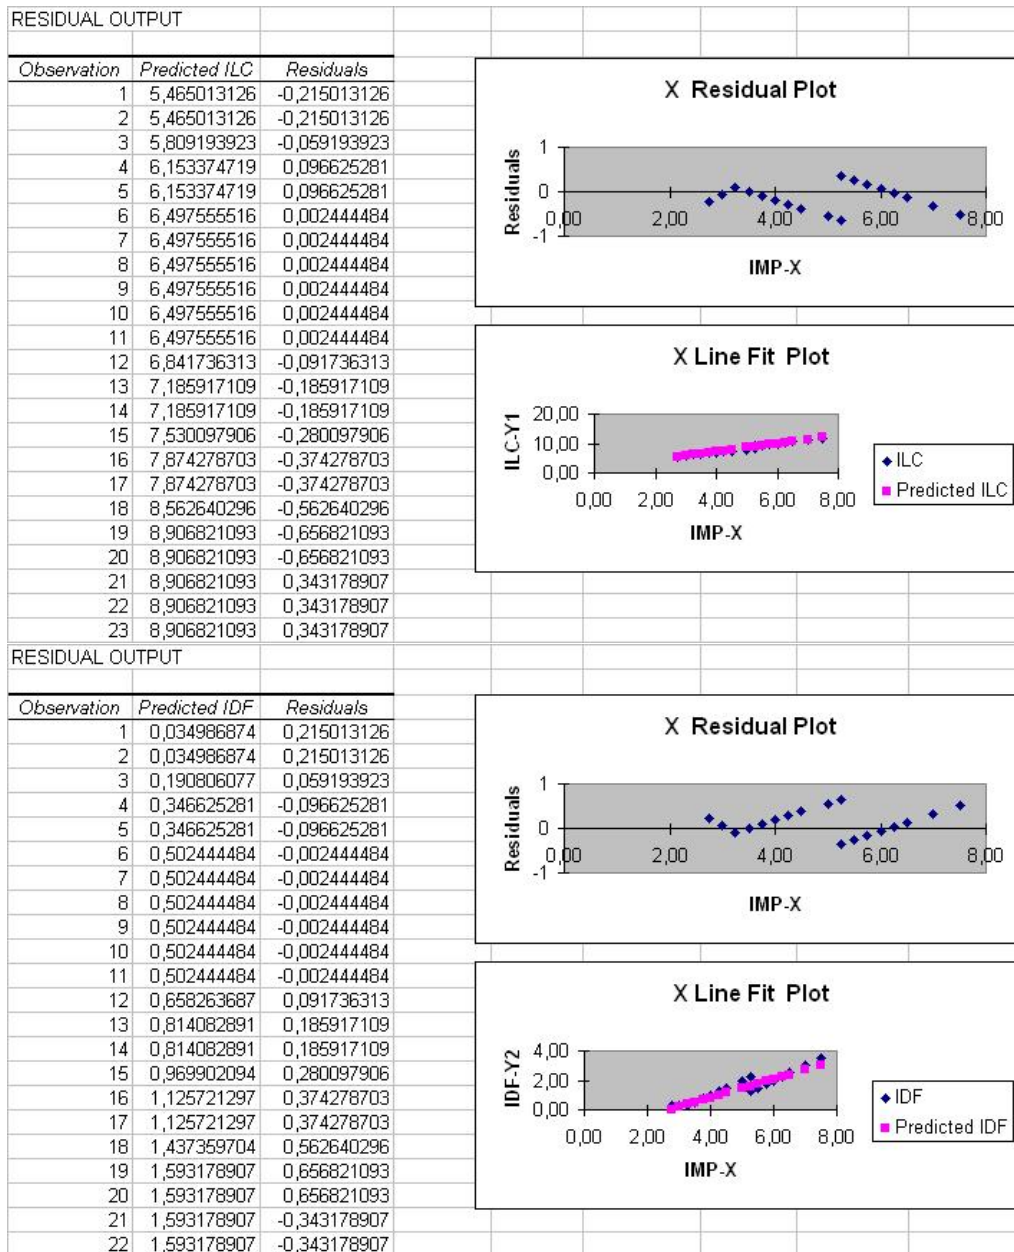 RESIDUAL OUTPUT
Observation Predicted ILC Residuals
1 5,465013126 -0,215013126
2 5,465013126 -0,215013126
3 5,809193923 -0,059193923
4 6,153374719 0,096625281
5 6,153374719 0,096625281
6 6,497555516 0,002444484
7 6,497555516 0,002444484
8 6,497555516 0,002444484
9 6,497555516 0,002444484
10 6,497555516 0,002444484
11 6,497555516 0,002444484
12 6,841736313 -0,091736313
13 7,185917109 -0,185917109
14 7,185917109 -0,185917109
15 7,530097906 -0,280097906
16 7,874278703 -0,374278703
17 7,874278703 -0,374278703
18 8,562640296 -0,562640296
19 8,906821093 -0,656821093
20 8,906821093 -0,656821093
21 8,906821093 0,343178907
22 8,906821093 0,343178907
23 8,906821093 0,343178907
X Residual Plot
Residuals
1
0
-1
0,00 2,00 4,00 6,00 8,00
IMP-X
X Line Fit Plot
ILC-Y1
20,00
10,00
0,00
0,00 2,00 4,00 6,00 8,00
IMP-X
ILC
Predicted ILC
RESIDUAL OUTPUT
Observation Predicted IDF Residuals
1 0,034986874 0,215013126
2 0,034986874 0,215013126
3 0,190806077 0,059193923
4 0,346625281 -0,096625281
5 0,346625281 -0,096625281
6 0,502444484 -0,002444484
7 0,502444484 -0,002444484
8 0,502444484 -0,002444484
9 0,502444484 -0,002444484
10 0,502444484 -0,002444484
11 0,502444484 -0,002444484
12 0,658263687 0,091736313
13 0,814082891 0,185917109
14 0,814082891 0,185917109
15 0,969902094 0,280097906
16 1,125721297 0,374278703
17 1,125721297 0,374278703
18 1,437359704 0,562640296
19 1,593178907 0,656821093
20 1,593178907 0,656821093
21 1,593178907 -0,343178907
22 1,593178907 -0,343178907
X Residual Plot
Residuals
1
0
-1
0,00 2,00 4,00 6,00 8,00
IMP-X
X Line Fit Plot
IDF-Y2
4,00
2,00
0,00
0,00 2,00 4,00 6,00 8,00
IMP-X
IDF
Predicted IDF